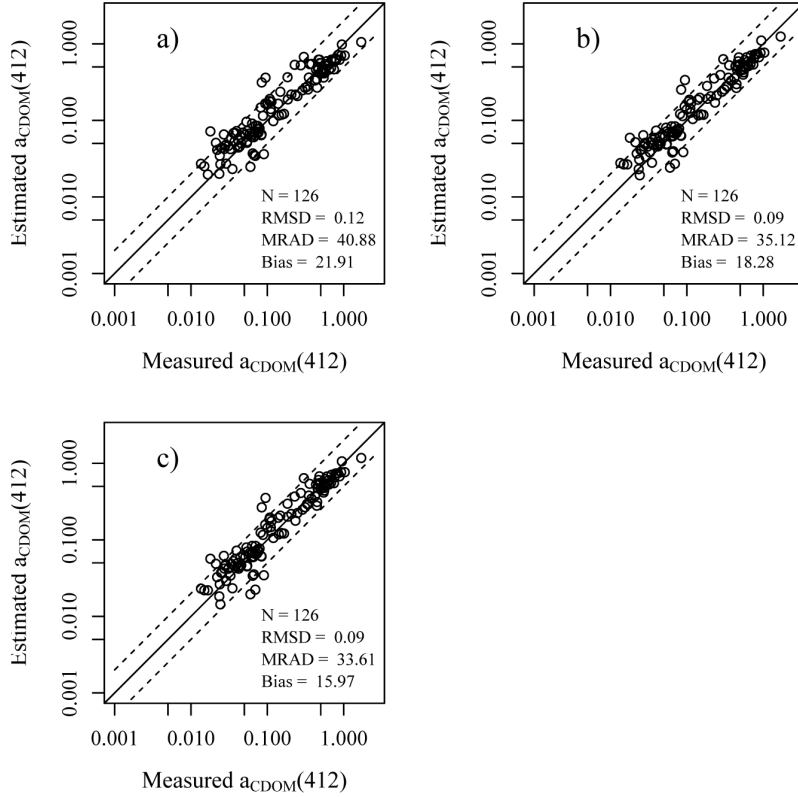 a)
Estimated aCDOM(412)
1.000
0.100
0.010
0.001
N = 126
RMSD = 0.12
MRAD = 40.88
Bias = 21.91
0.001 0.010 0.100 1.000
Measured aCDOM(412)
b)
Estimated aCDOM(412)
1.000
0.100
0.010
0.001
N = 126
RMSD = 0.09
MRAD = 35.12
Bias = 18.28
0.001 0.010 0.100 1.000
Measured aCDOM(412)
c)
Estimated aCDOM(412)
1.000
0.100
0.010
0.001
N = 126
RMSD = 0.09
MRAD = 33.61
Bias = 15.97
0.001 0.010 0.100 1.000
Measured aCDOM(412)